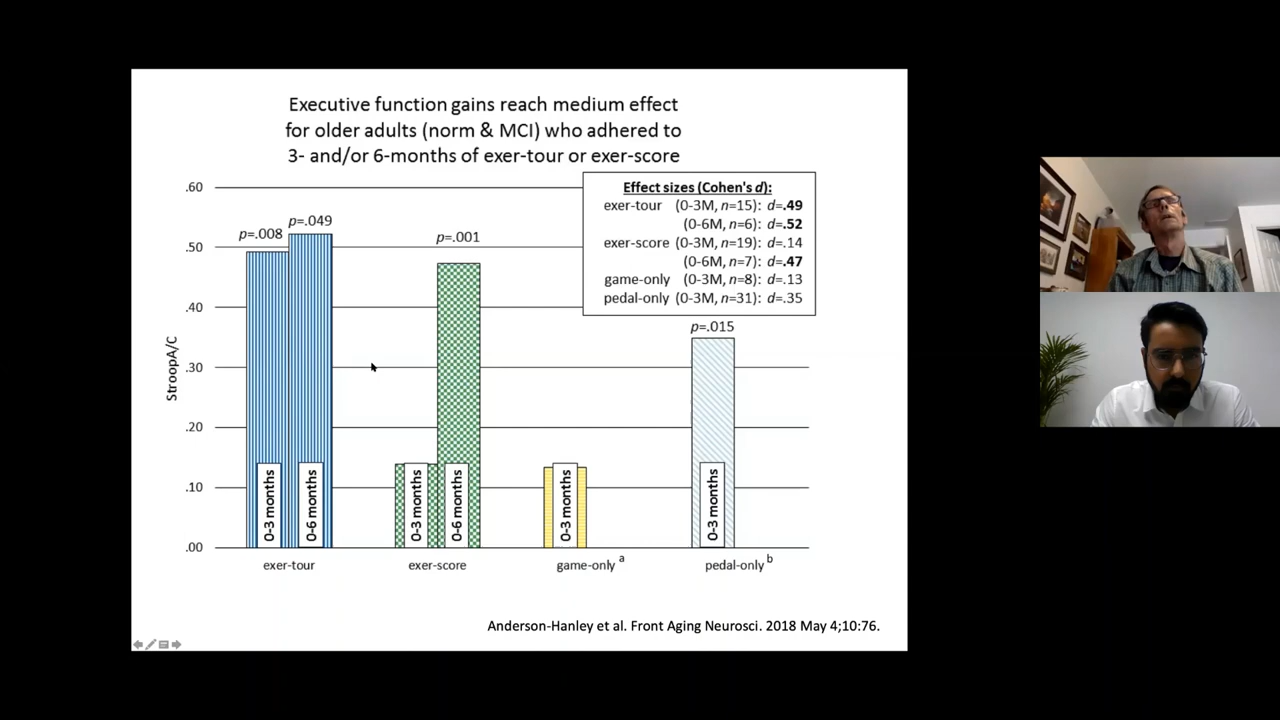 Executive function gains reach medium effect
for older adults (norm & MCI) who adhered to
3- and/or 6-months of exer-tour or exer-score
Effect sizes (Cohen's d):
exer-tour (0-3M, n=15): d=.49
(0-6M, n=6): d=.52
exer-score (0-3M, n=19): d=.14
(0-6M, n=7): d=.47
game-only (0-3M, n=8): d=.13
pedal-only (0-3M, n=31): d=.35
StroopA/C
.60
.50
.40
.30
.20
.10
.00
p=.008
p=.049
p=.001
p=.015
0-3 months
0-6 months
0-3 months
0-6 months
0-3 months
0-3 months
exer-tour
exer-score
game-only a
pedal-only b
Anderson-Hanley et al. Front Aging Neurosci. 2018 May 4;10:76.